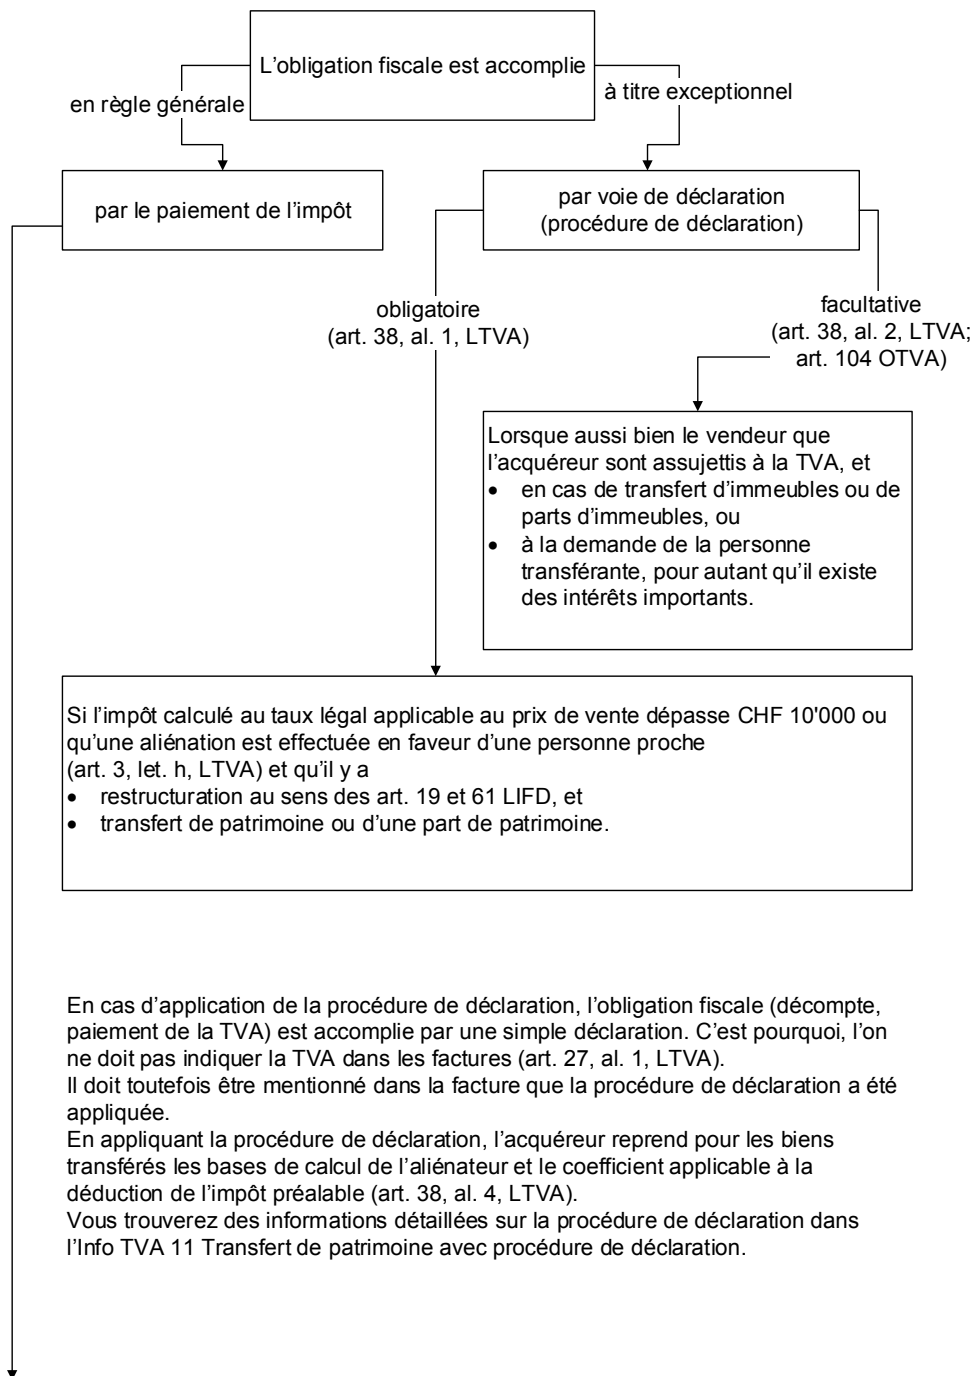 L'obligation fiscale est accomplie
en règle générale
à titre exceptionnel
par le paiement de l'impôt
par voie de déclaration
(procédure de déclaration)
obligatoire
(art. 38, al. 1, LTVA)
facultative
(art. 38, al. 2, LTVA;
art. 104 OTVA)
Lorsque aussi bien le vendeur que
l'acquéreur sont assujettis à la TVA, et
• en cas de transfert d'immeubles ou de
parts d'immeubles, ou
• à la demande de la personne
transférante, pour autant qu'il existe
des intérêts importants.
Si l'impôt calculé au taux légal applicable au prix de vente dépasse CHF 10'000 ou
qu'une aliénation est effectuée en faveur d'une personne proche
(art. 3, let. h, LTVA) et qu'il y a
• restructuration au sens des art. 19 et 61 LIFD, et
• transfert de patrimoine ou d'une part de patrimoine.
En cas d'application de la procédure de déclaration, l'obligation fiscale (décompte,
paiement de la TVA) est accomplie par une simple déclaration. C'est pourquoi, l'on
ne doit pas indiquer la TVA dans les factures (art. 27, al. 1, LTVA).
Il doit toutefois être mentionné dans la facture que la procédure de déclaration a été
appliquée.
En appliquant la procédure de déclaration, l'acquéreur reprend pour les biens
transférés les bases de calcul de l'aliénateur et le coefficient applicable à la
déduction de l'impôt préalable (art. 38, al. 4, LTVA).
Vous trouverez des informations détaillées sur la procédure de déclaration dans
l'Info TVA 11 Transfert de patrimoine avec procédure de déclaration.